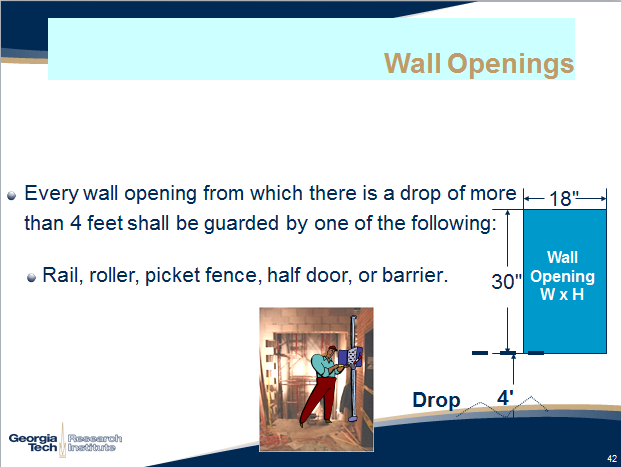 Wall Openings
Every wall opening from which there is a drop of more
than 4 feet shall be guarded by one of the following:
Rail, roller, picket fence, half door, or barrier.
18"
30"
Wall
Opening
W x H
Drop
4'
Georgia Research
Tech Institute
42